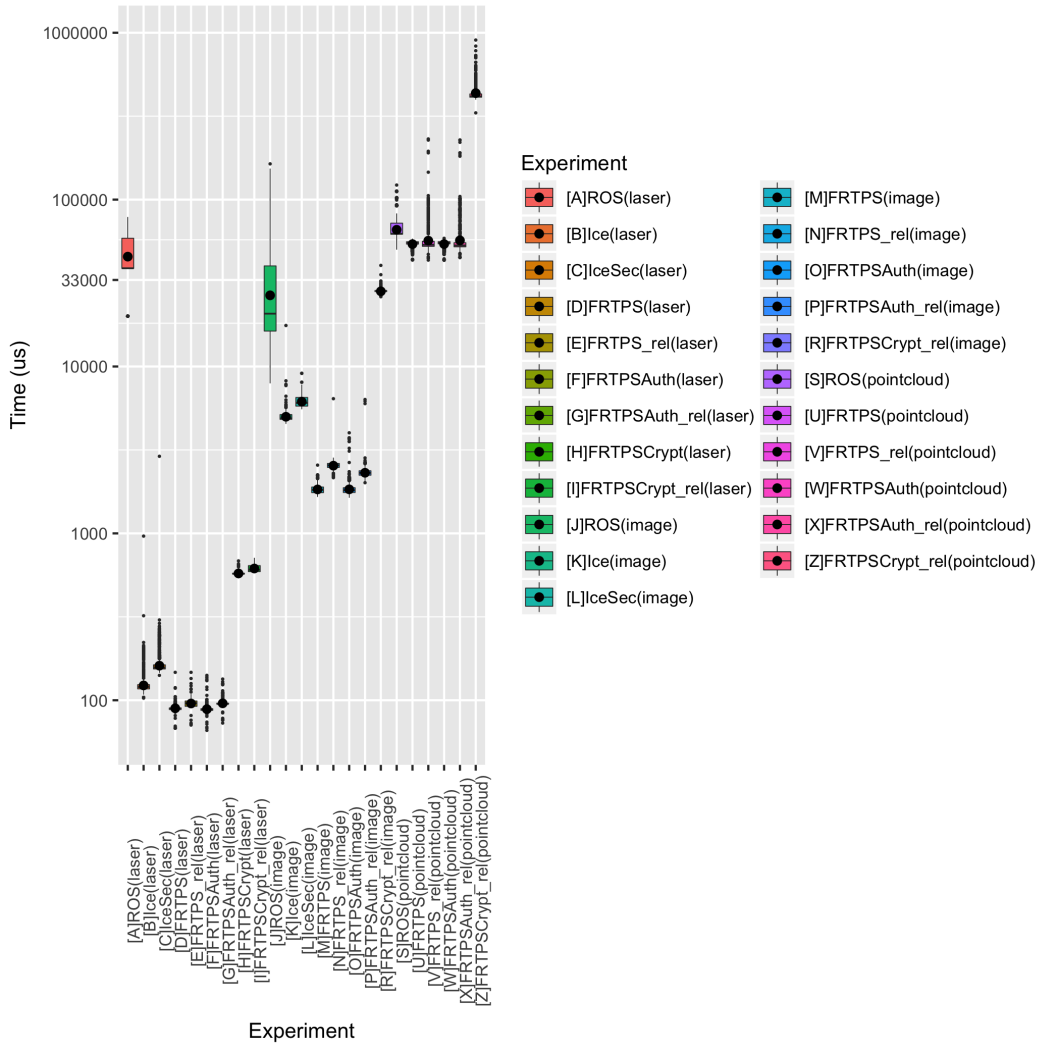 1000000
100000
33000
10000
1000
100
Time (us)
[A]ROS(laser)
[B]Ice(laser)
[C]IceSec(laser)
[D]FRTPS(laser)
[E]FRTPS_rel(laser)
[F]FRTPSAuth(laser)
[G]FRTPSAuth_rel(laser)
[H]FRTPSCrypt(laser)
[I]FRTPSCrypt_rel(laser)
[J]ROS(image)
[K]Ice(image)
[L]IceSec(image)
[M]FRTPS(image)
[N]FRTPS_rel(image)
[O]FRTPSAuth(image)
[P]FRTPSAuth_rel(image)
[R]FRTPSCrypt_rel(image)
[S]ROS(pointcloud)
[U]FRTPS(pointcloud)
[V]FRTPS_rel(pointcloud)
[W]FRTPSAuth(pointcloud)
[X]FRTPSAuth_rel(pointcloud)
[Z]FRTPSCrypt_rel(pointcloud)
Experiment
Experiment
[A]ROS(laser)
[B]Ice(laser)
[C]IceSec(laser)
[D]FRTPS(laser)
[E]FRTPS_rel(laser)
[F]FRTPSAuth(laser)
[G]FRTPSAuth_rel(laser)
[H]FRTPSCrypt(laser)
[I]FRTPSCrypt_rel(laser)
[J]ROS(image)
[K]Ice(image)
[L]IceSec(image)
[M]FRTPS(image)
[N]FRTPS_rel(image)
[O]FRTPSAuth(image)
[P]FRTPSAuth_rel(image)
[R]FRTPSCrypt_rel(image)
[S]ROS(pointcloud)
[U]FRTPS(pointcloud)
[V]FRTPS_rel(pointcloud)
[W]FRTPSAuth(pointcloud)
[X]FRTPSAuth_rel(pointcloud)
[Z]FRTPSCrypt_rel(pointcloud)